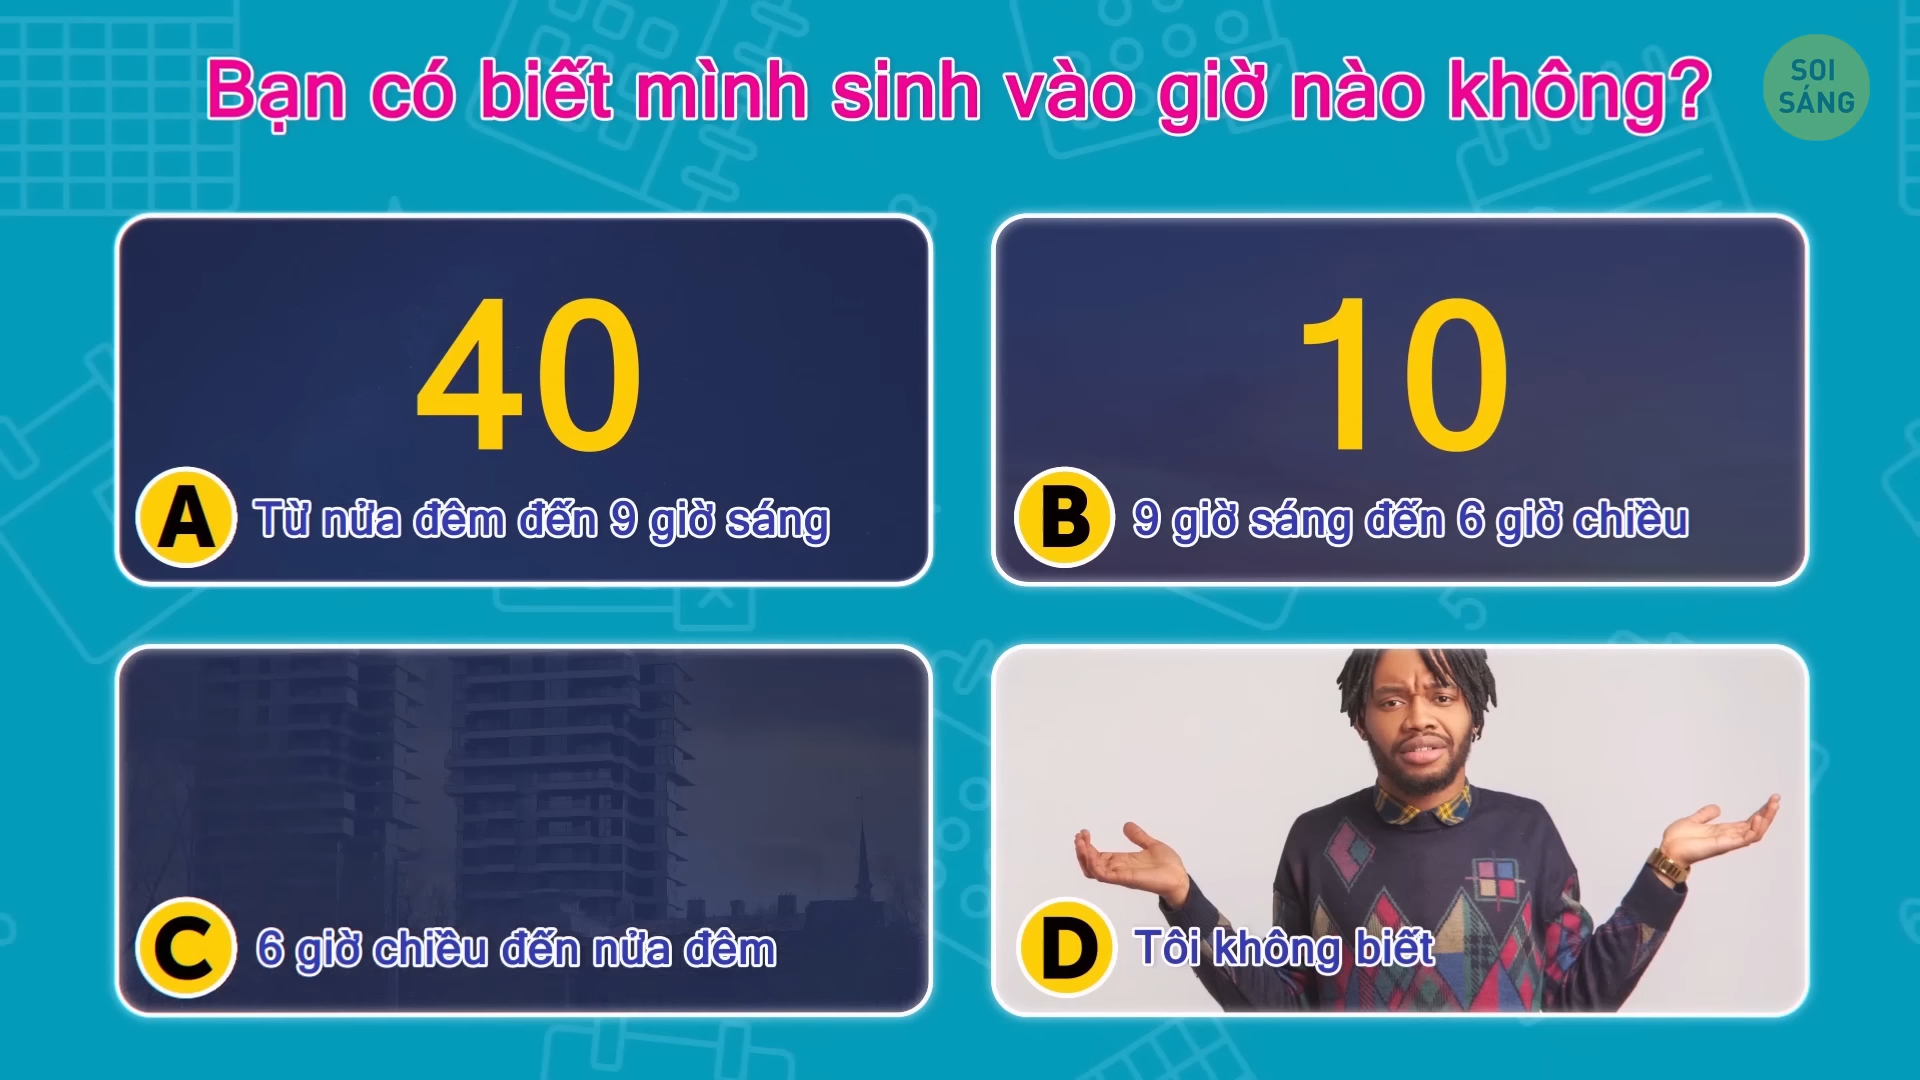 Bạn có biết mình sinh vào giờ nào không?
SOI
SÁNG
40
A Từ nửa đêm đến 9 giờ sáng
10
B 9 giờ sáng đến 6 giờ chiều
C 6 giờ chiều đến nửa đêm
D Tôi không biết